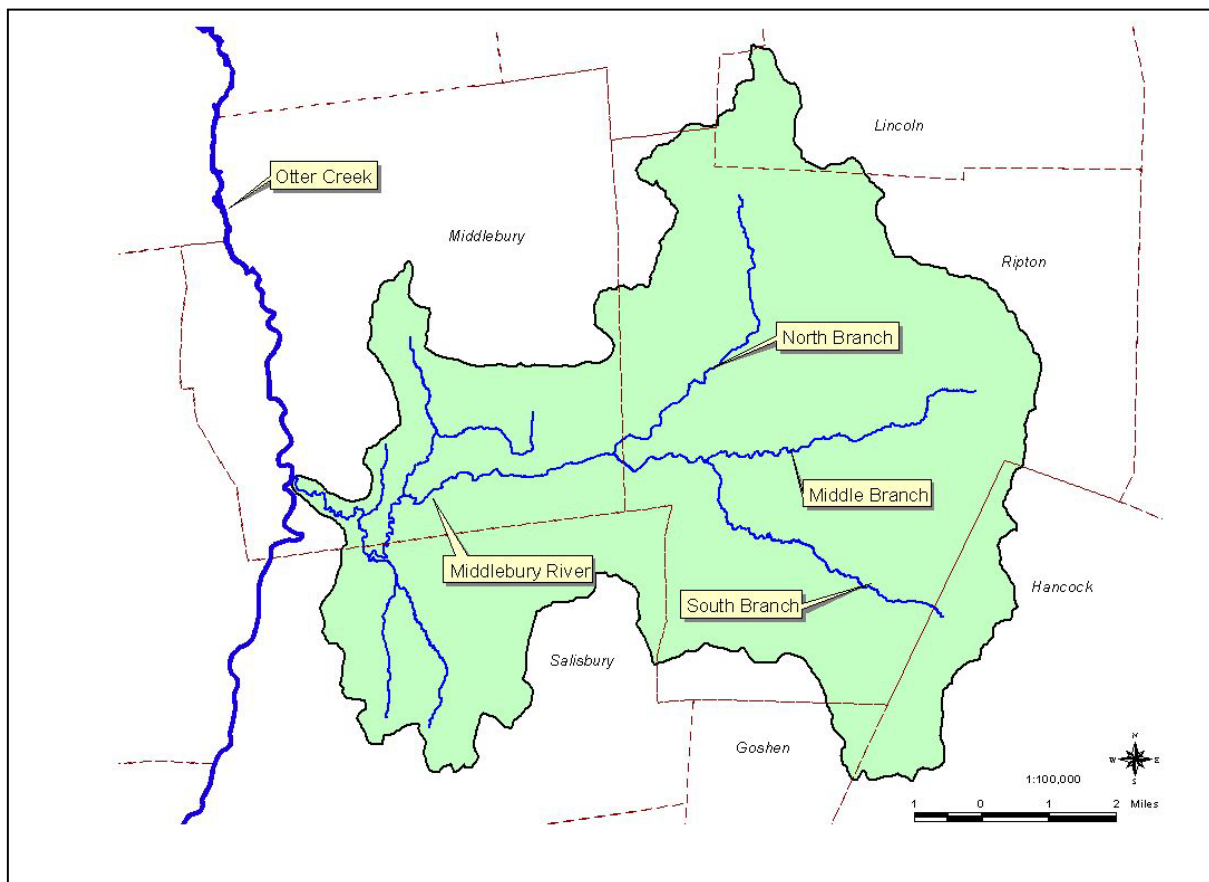 Lincoln
Otter Creek
Middlebury
Ripton
North Branch
Middle Branch
Middlebury River
South Branch
Hancock
Salisbury
Goshen
N
W E
S
1:100,000
1 0 1 2 Miles